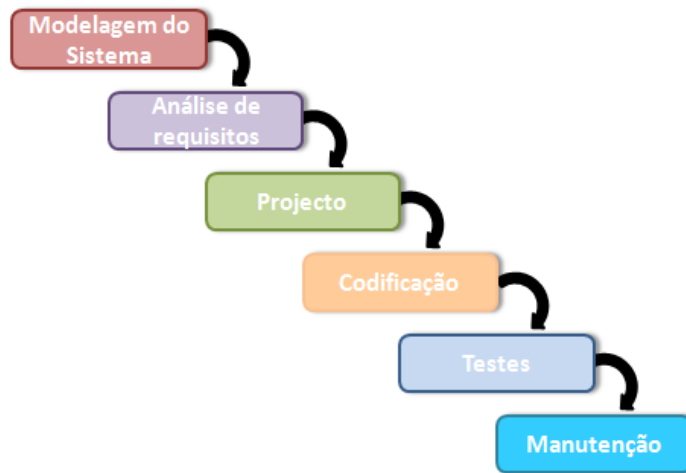 Modelagem do
Sistema
Análise de
requisitos
Projecto
Codificação
Testes
Manutenção